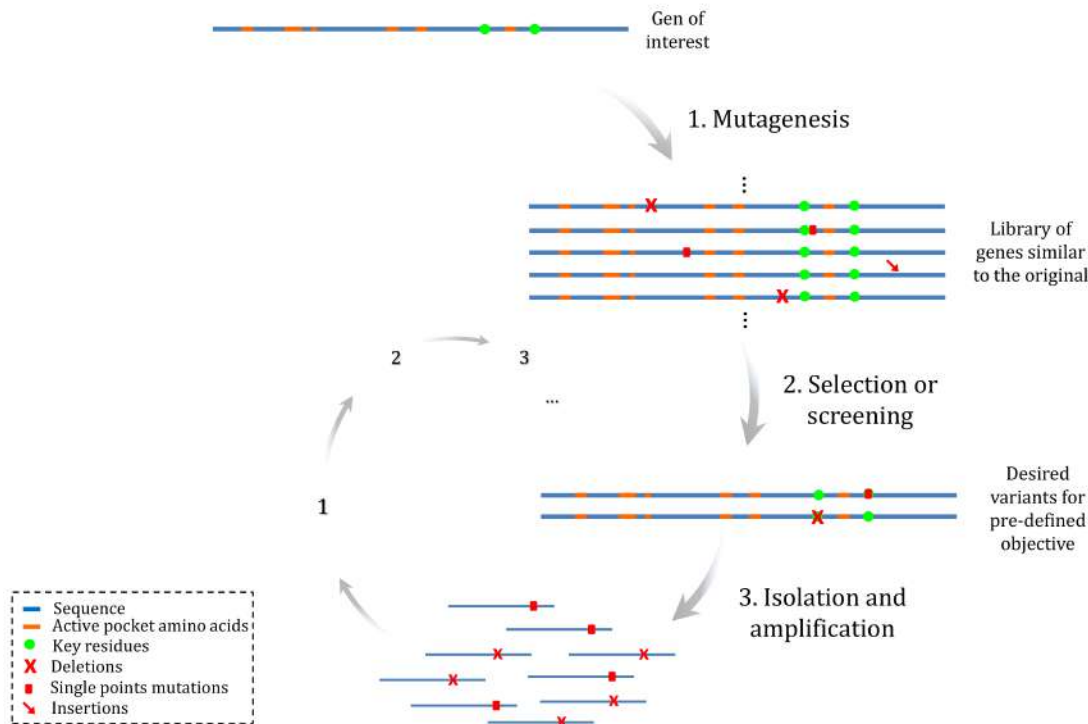 Gen of
interest
1. Mutagenesis
Library of
genes similar
to the original
2
3
...
2. Selection or
screening
1
Desired
variants for
pre-defined
objective
3. Isolation and
amplification
Sequence
Active pocket amino acids
Key residues
Deletions
Single points mutations
Insertions